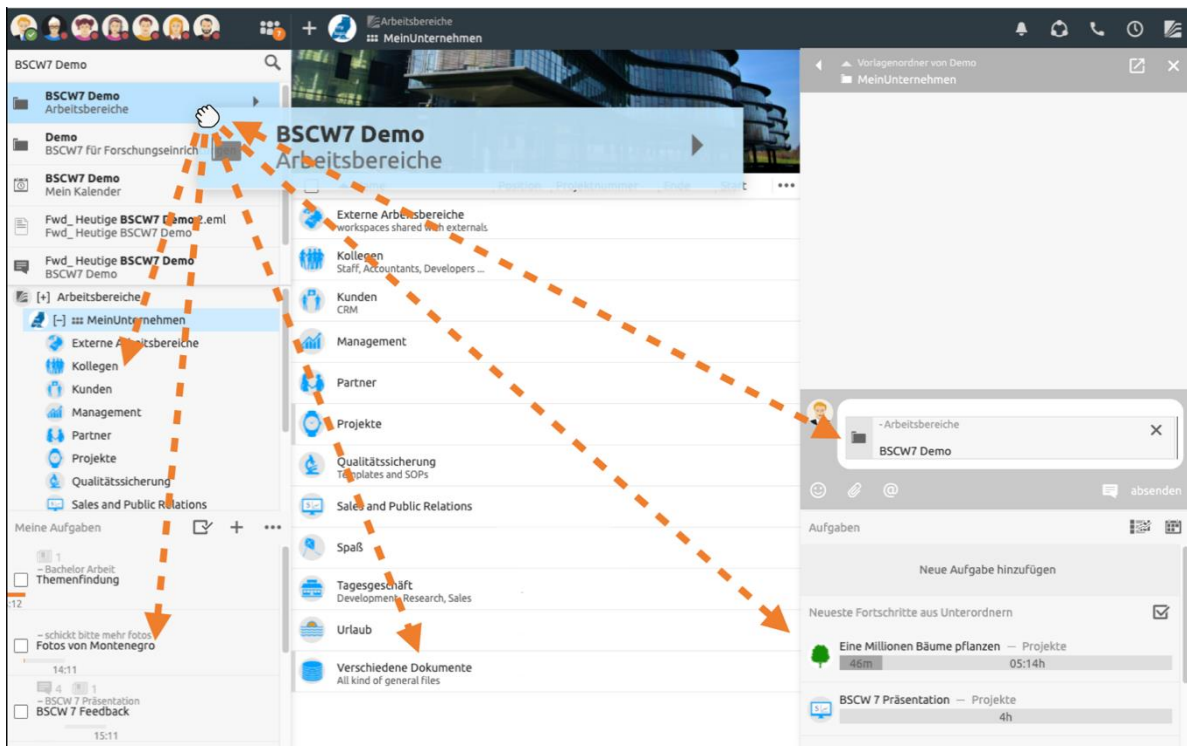 Arbeitsbereiche
MeinUnternehmen
7
BSCW7 Demo
BSCW7 Demo
Arbeitsbereiche
Demo
BSCW7 für Forschungseinrich
BSCW7 Demo
Mein Kalender
Fwd_ Heutige BSCW7 Demo 2.eml
Fwd_ Heutige BSCW7 Demo
Fwd_ Heutige BSCW7 Demo
BSCW7 Demo
[+] Arbeitsbereiche
[-] MeinUnternehmen
Externe Arbeitsbereiche
Kollegen
Kunden
Management
Partner
Projekte
Qualitätssicherung
Sales and Public Relations
Meine Aufgaben
1
– Bachelor Arbeit
Themenfindung
:12
– schickt bitte mehr fotos
Fotos von Montenegro
14:11
4 1
– BSCW 7 Präsentation
BSCW 7 Feedback
15:11
BSCW7 Demo
Arbeitsbereiche
Position Projektnummer Ende Start
Externe Arbeitsbereiche
workspaces shared with externals
Kollegen
Staff, Accountants, Developers ...
Kunden
CRM
Management
Partner
Projekte
Qualitätssicherung
Templates and SOPs
Sales and Public Relations
Spaß
Tagesgeschäft
Development, Research, Sales
Urlaub
Verschiedene Dokumente
All kind of general files
Vorlagenordner von Demo
MeinUnternehmen
- Arbeitsbereiche
BSCW7 Demo
@
absenden
Aufgaben
Neue Aufgabe hinzufügen
Neueste Fortschritte aus Unterordnern
Eine Millionen Bäume pflanzen — Projekte
46m 05:14h
BSCW 7 Präsentation — Projekte
4h